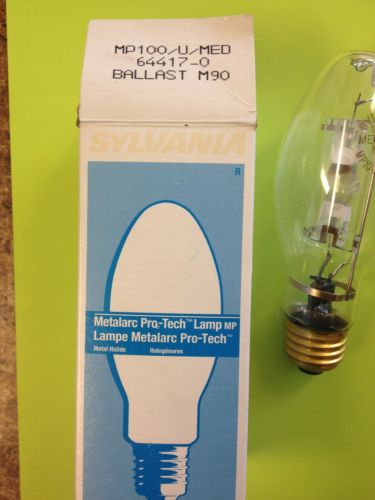 MP100/U/MED
64417-0
BALLAST M90
SYLVANIA
R
Metalarc Pro-Tech™ Lamp MP
Lampe Metalarc Pro-Tech™
Metal Halide Halogénures